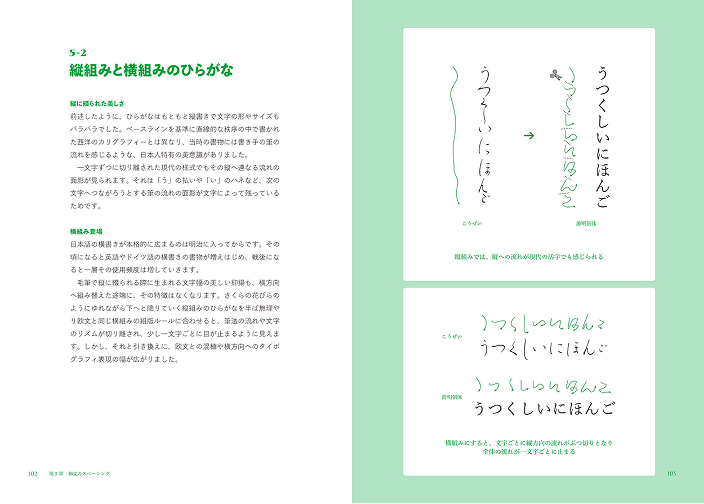 5-2
縦組みと横組みのひらがな
縦に綴られた美しさ
前述したように、ひらがなはもともと縦書きで文字の形やサイズも
バラバラでした。ベースラインを基準に直線的な秩序の中で書かれ
た西洋のカリグラフィーとは異なり、当時の書物には書き手の筆の
流れを感じるような、日本人特有の美意識がありました。
一文字ずつに切り離された現代の様式でもその縦へ連なる流れの
面影が見られます。それは「う」の払いや「い」のハネなど、次の
文字へつながろうとする筆の流れの面影が文字によって残っている
ためです。
横組み登場
日本語の横書きが本格的に広まるのは明治に入ってからです。その
頃になると英語やドイツ語の横書きの書物が増えはじめ、戦後にな
ると一層その使用頻度は増していきます。
毛筆で縦に綴られる際に生まれる文字幅の美しい抑揚も、横方向
へ組み替えた途端に、その特徴はなくなります。さくらの花びらの
ようにゆれながら下へと降りていく縦組みのひらがなを半ば無理や
り欧文と同じ横組みの組版ルールに合わせると、筆法の流れや文字
のリズムが切り離され、少し一文字ごとに目が止まるように見えま
す。しかし、それと引き換えに、欧文との混植や横方向へのタイポ
グラフィ表現の幅が広がりました。
102 第5章 和文のスペーシング
うつくしいにほんご
こうぜい
→
うつくしいにほんご
うつくしいにほんご
游明朝体
縦組みでは、縦への流れが現代の活字でも感じられる
こうぜい
うつくしいにほんご
うつくしいにほんご
游明朝体
うつくしいにほんご
うつくしいにほんご
横組みにすると、文字ごとに縦方向の流れがぶつ切りとなり
全体の流れが一文字ごとに止まる
103